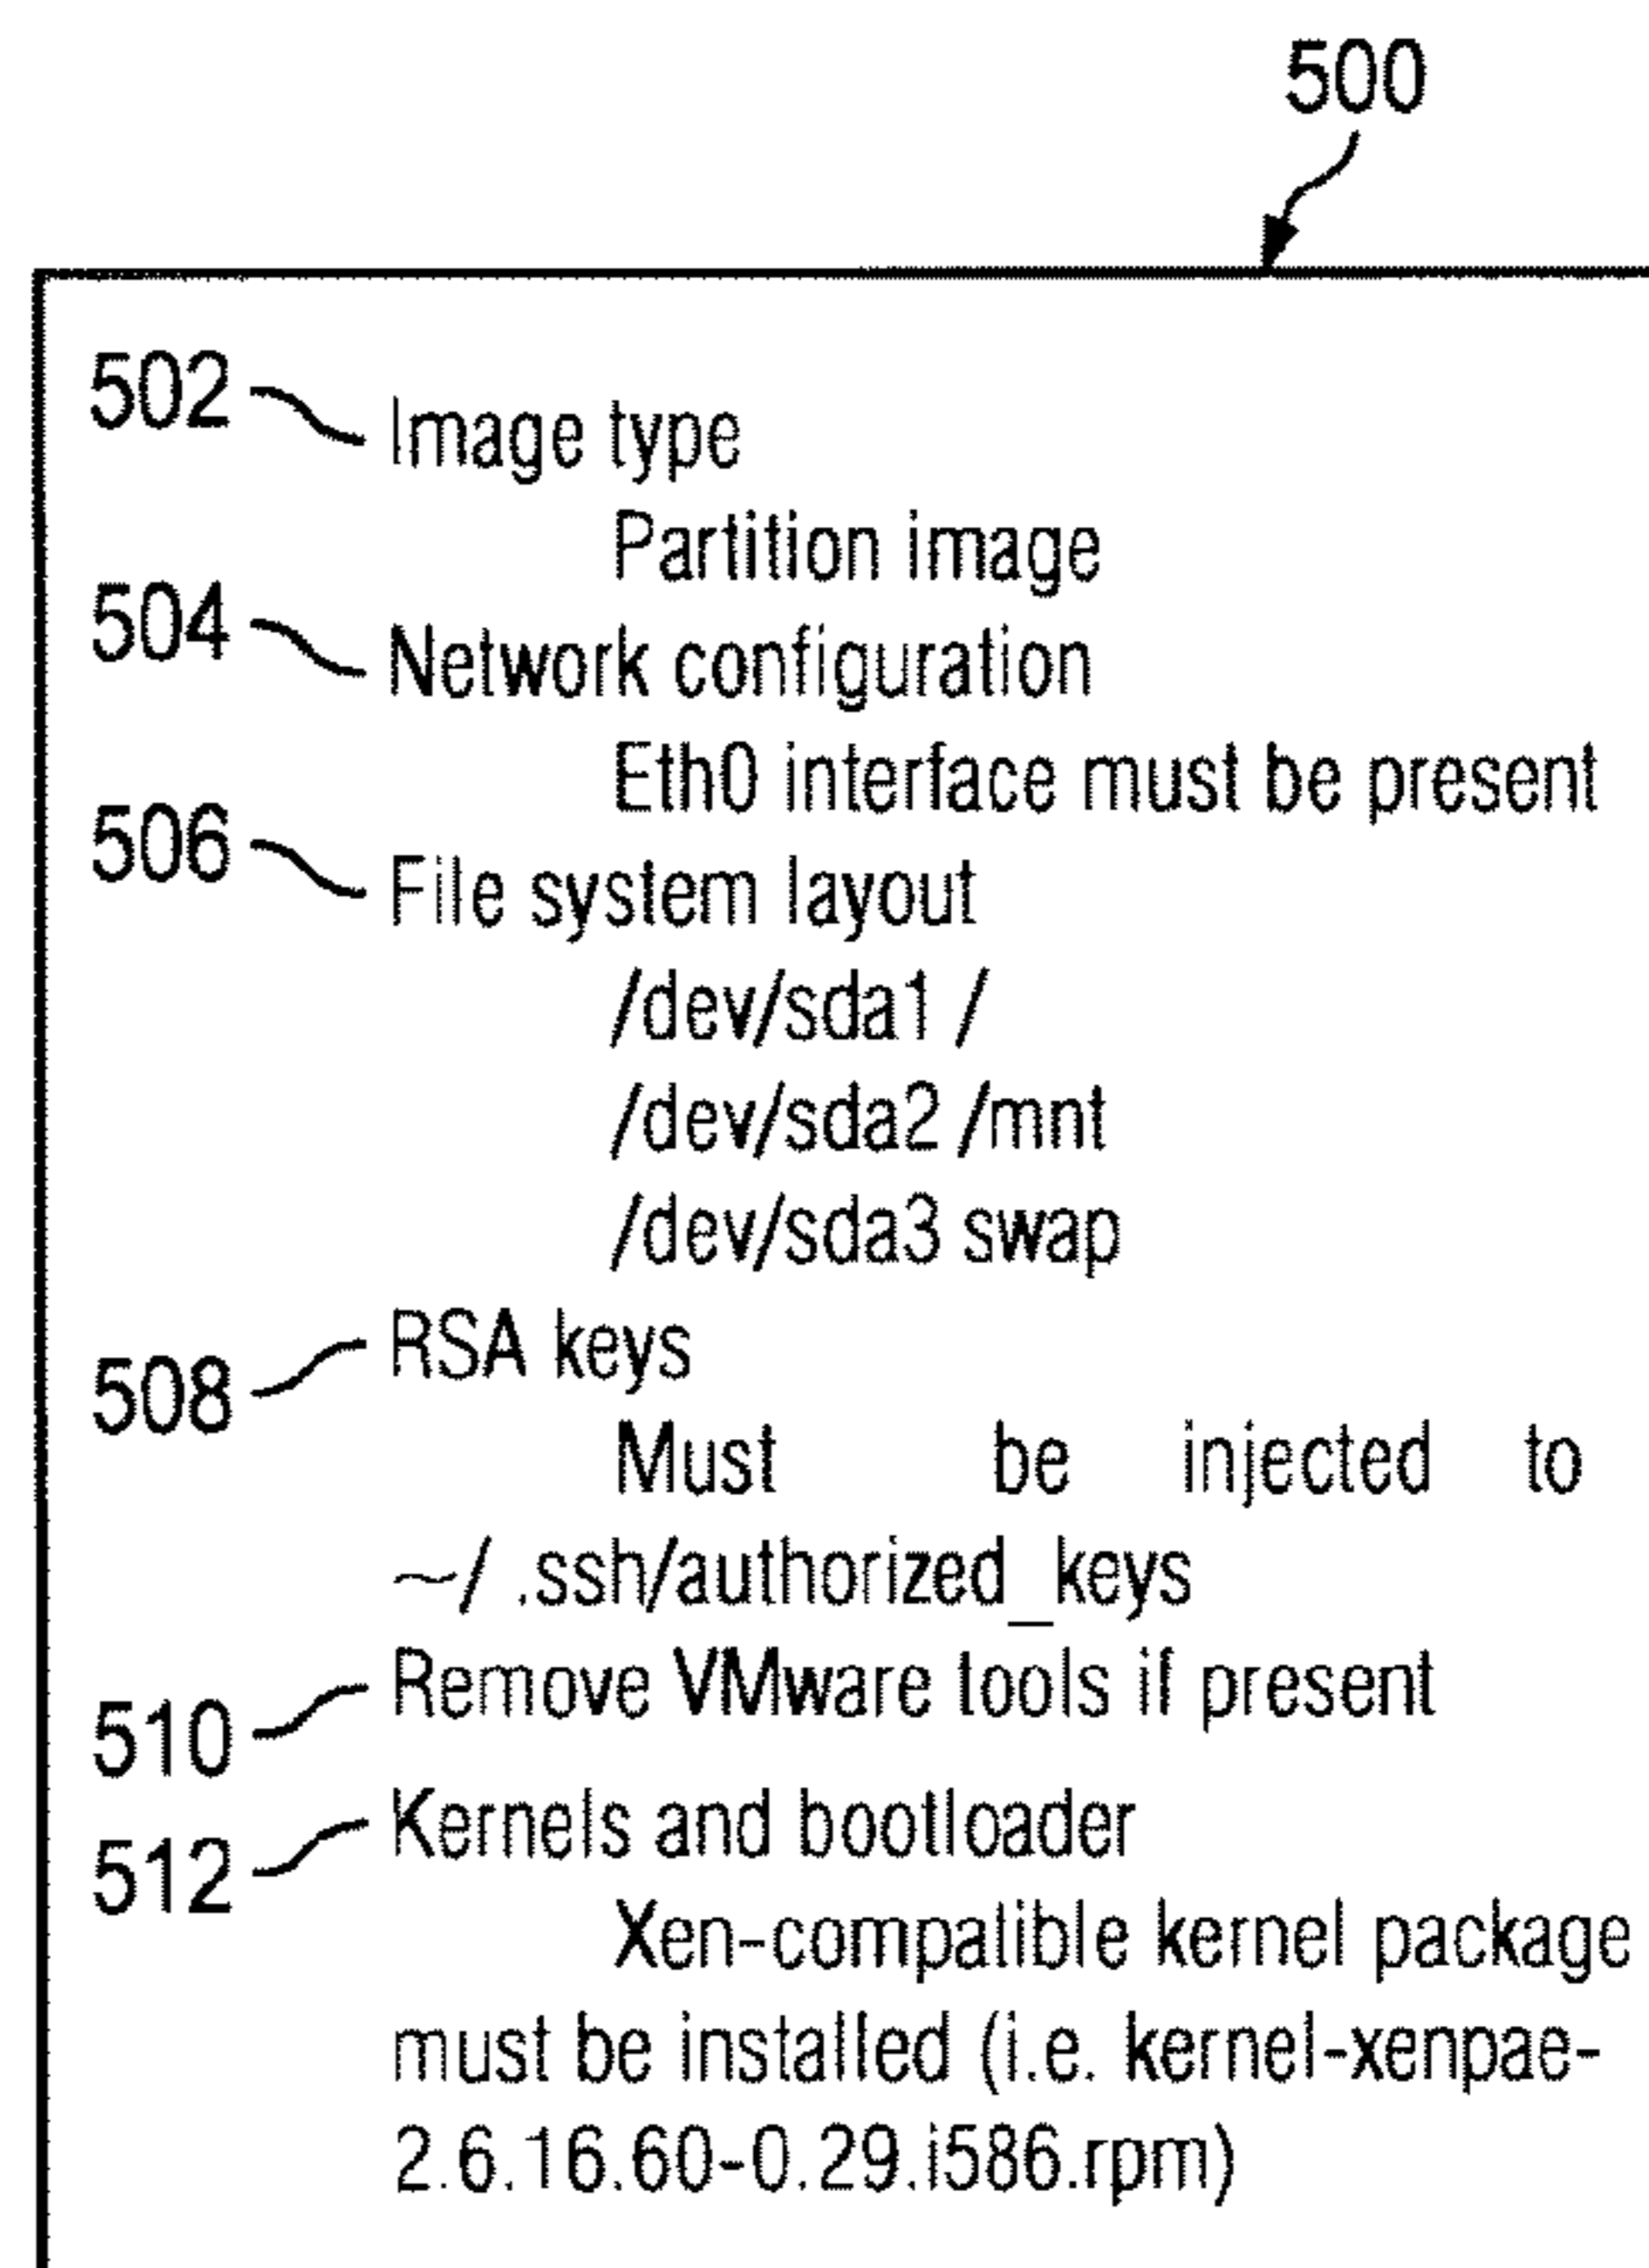 500
502 Image type
Partition image
504 Network configuration
Eth0 interface must be present
506 File system layout
/dev/sda1 /
/dev/sda2 /mnt
/dev/sda3 swap
508 RSA keys
Must be injected to
~/ .ssh/authorized_keys
510 Remove VMware tools if present
512 Kernels and bootloader
Xen-compatible kernel package
must be installed (i.e. kernel-xenpae-
2.6.16.60-0.29.i586.rpm)